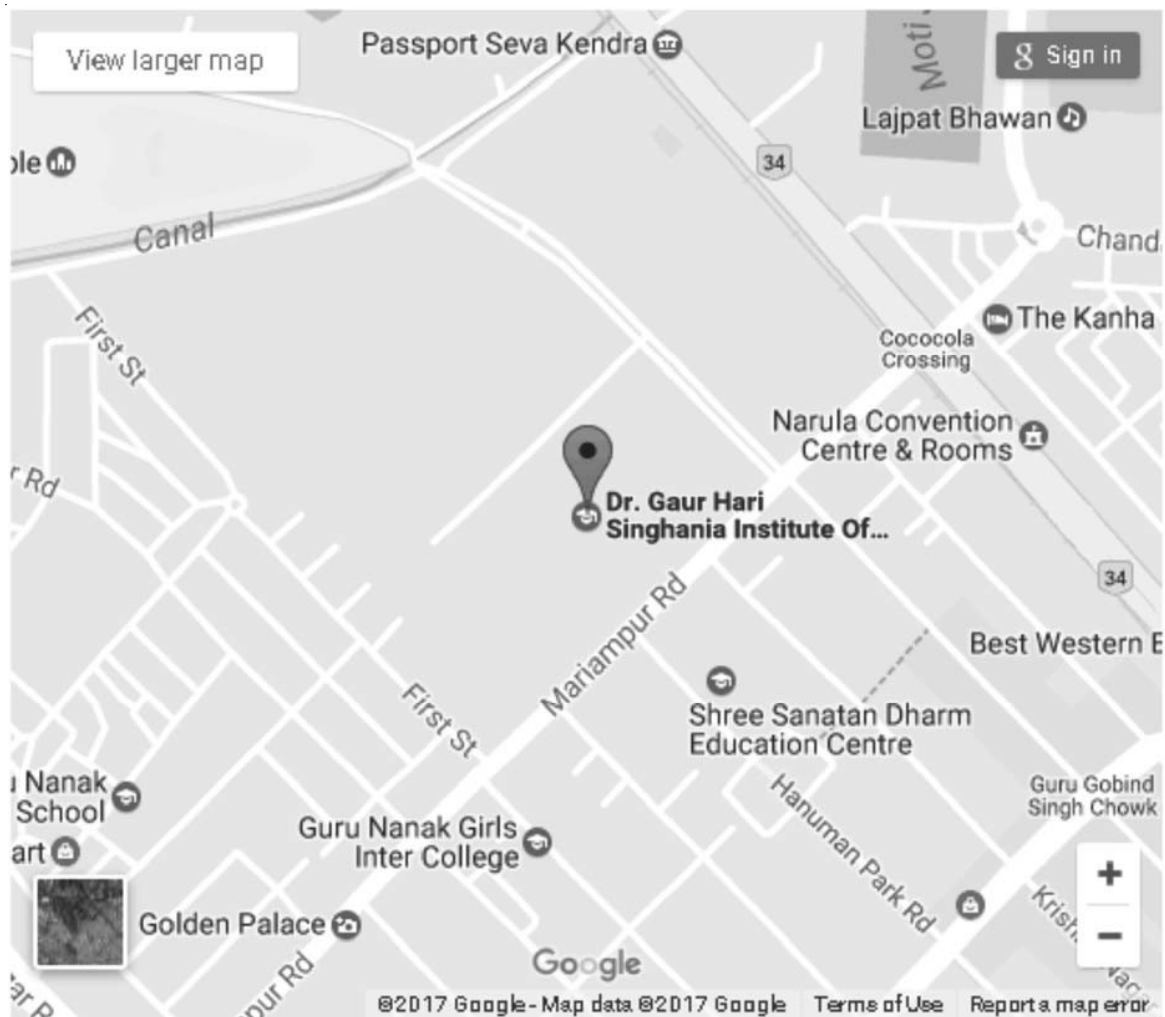 View larger map
Passport Seva Kendra
Moti
g Sign in
Lajpat Bhawan
34
Canal
Chand
First St
The Kanha
Cococola
Crossing
Narula Convention
Centre & Rooms
r Rd
Dr. Gaur Hari
Singhania Institute Of...
34
Mariampur Rd
Best Western E
First St
Shree Sanatan Dharm
Education Centre
Nanak
School
Guru Gobind
Singh Chowk
Hanuman Park Rd
Guru Nanak Girls
Inter College
art
Golden Palace
Google
pur Rd
©2017 Google - Map data ©2017 Google
Terms of Use
Report a map error